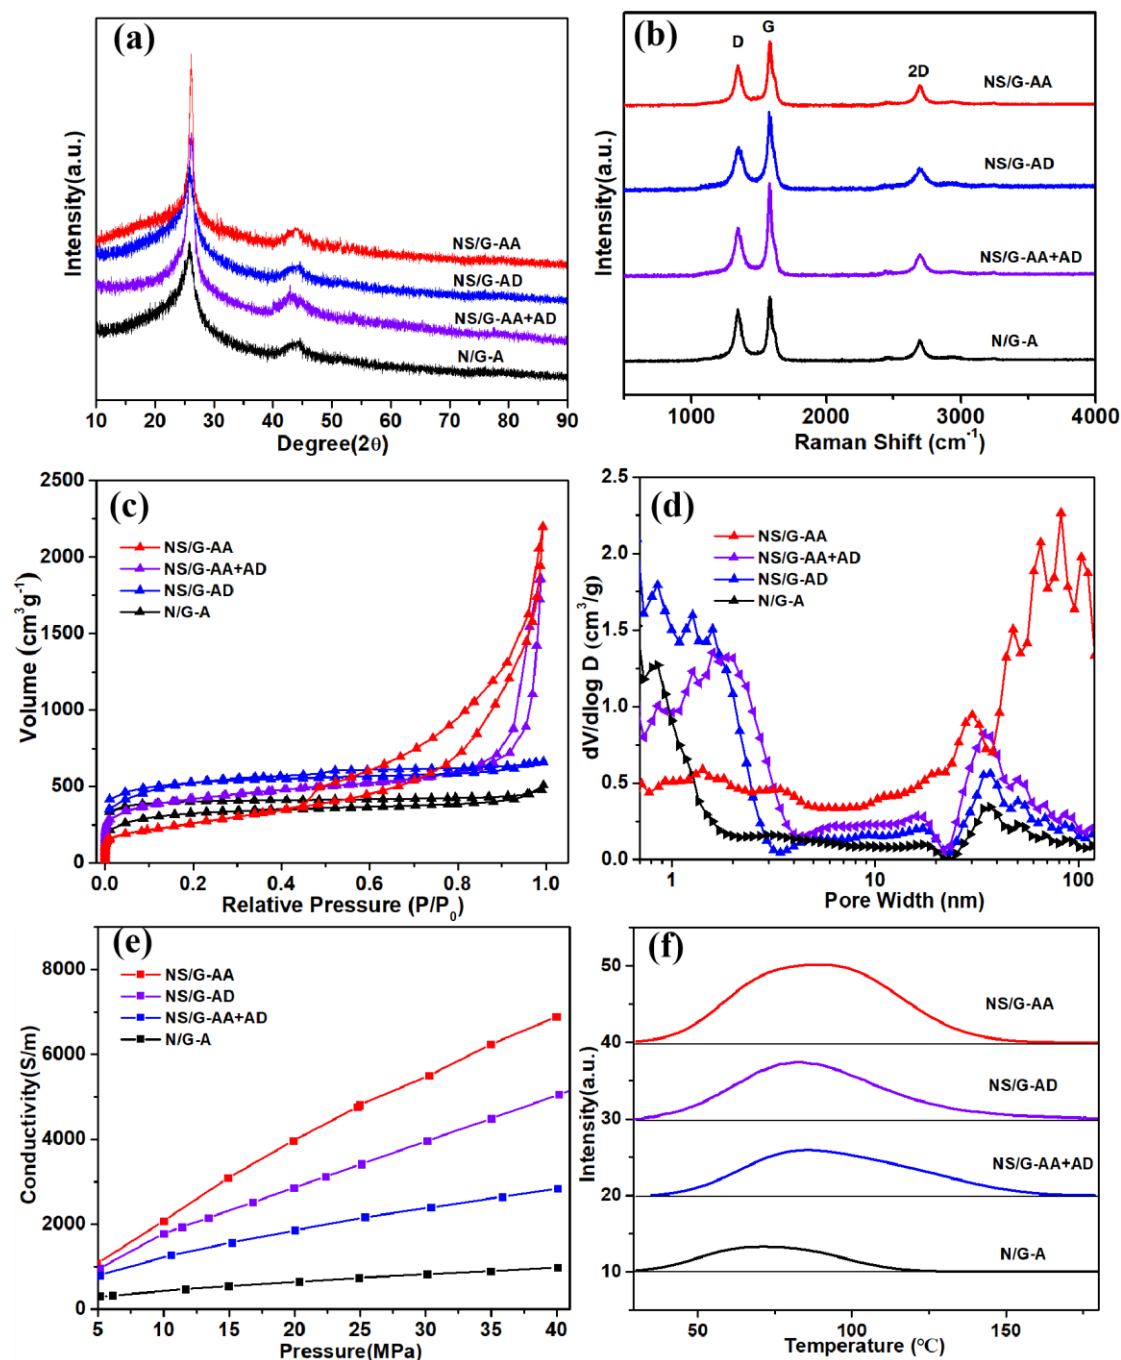 (a)
Intensity(a.u.)
NS/G-AA
NS/G-AD
NS/G-AA+AD
N/G-A
10 20 30 40 50 60 70 80 90
Degree(2θ)
(b)
D
G
2D
Intensity(a.u.)
NS/G-AA
NS/G-AD
NS/G-AA+AD
N/G-A
1000 2000 3000 4000
Raman Shift (cm⁻¹)
(c)
2500
2000
1500
1000
500
0
Volume (cm³ g⁻¹)
NS/G-AA
NS/G-AA+AD
NS/G-AD
N/G-A
0.0 0.2 0.4 0.6 0.8 1.0
Relative Pressure (P/P₀)
(d)
2.5
2.0
1.5
1.0
0.5
0.0
dV/dlog D (cm³/g)
NS/G-AA
NS/G-AA+AD
NS/G-AD
N/G-A
1 10 100
Pore Width (nm)
(e)
8000
6000
4000
2000
0
Conductivity(S/m)
NS/G-AA
NS/G-AD
NS/G-AA+AD
N/G-A
5 10 15 20 25 30 35 40
Pressure(MPa)
(f)
50
40
30
20
10
Intensity(a.u.)
NS/G-AA
NS/G-AD
NS/G-AA+AD
N/G-A
50 100 150
Temperature (℃)